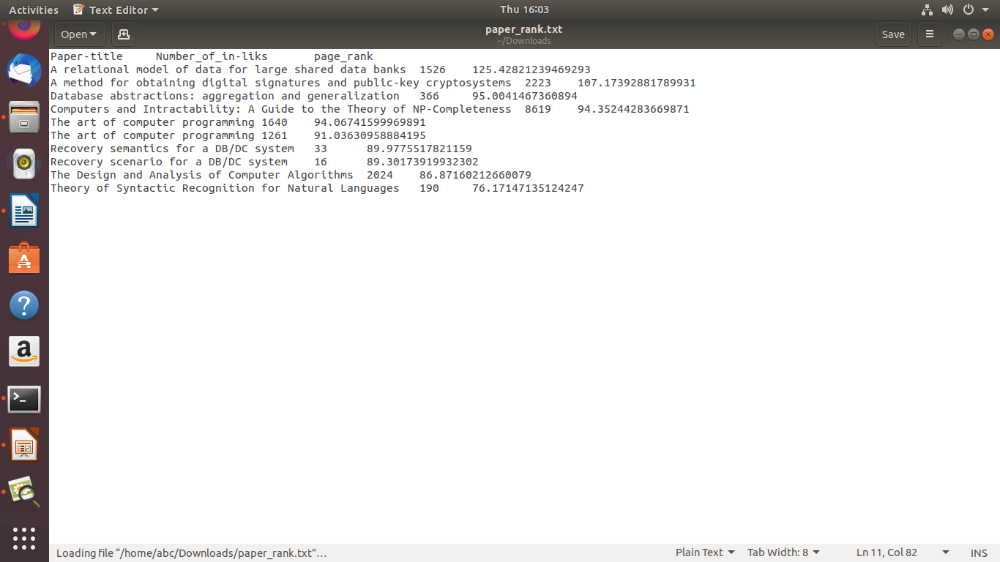 Activities Text Editor Thu 16:03
Open paper_rank.txt Save
~/Downloads
Paper-title Number_of_in-liks page_rank
A relational model of data for large shared data banks 1526 125.42821239469293
A method for obtaining digital signatures and public-key cryptosystems 2223 107.17392881789931
Database abstractions: aggregation and generalization 366 95.0041467360894
Computers and Intractability: A Guide to the Theory of NP-Completeness 8619 94.35244283669871
The art of computer programming 1640 94.06741599969891
The art of computer programming 1261 91.03630958884195
Recovery semantics for a DB/DC system 33 89.9775517821159
Recovery scenario for a DB/DC system 16 89.30173919932302
The Design and Analysis of Computer Algorithms 2024 86.87160212660079
Theory of Syntactic Recognition for Natural Languages 190 76.17147135124247
Loading file “/home/abc/Downloads/paper_rank.txt”… Plain Text Tab Width: 8 Ln 11, Col 82 INS